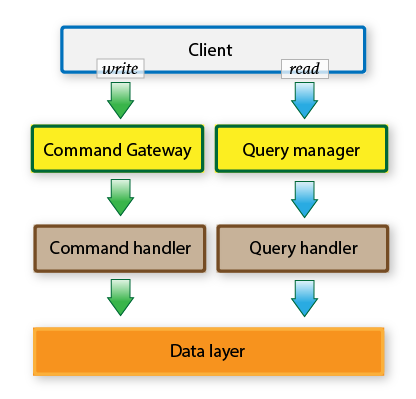 Client
write
read
Command Gateway
Query manager
Command handler
Query handler
Data layer